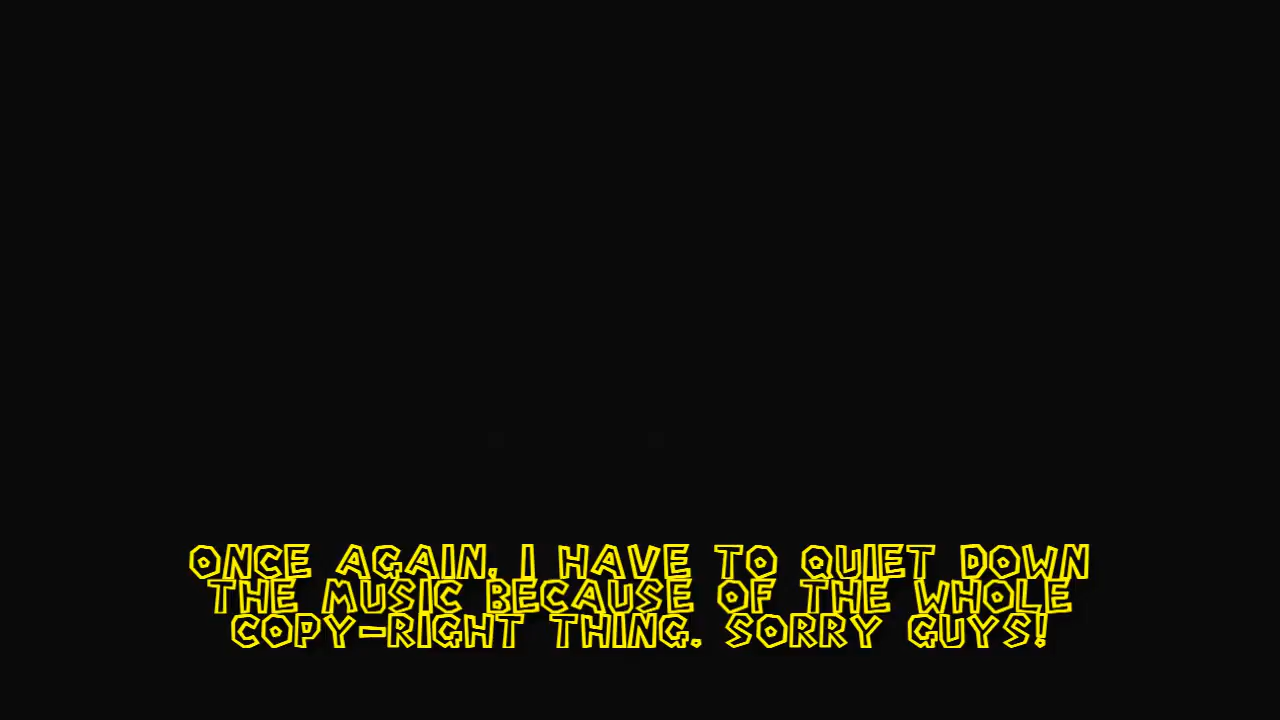 ONCE AGAIN, I HAVE TO QUIET DOWN
THE MUSIC BECAUSE OF THE WHOLE
COPY-RIGHT THING. SORRY GUYS!